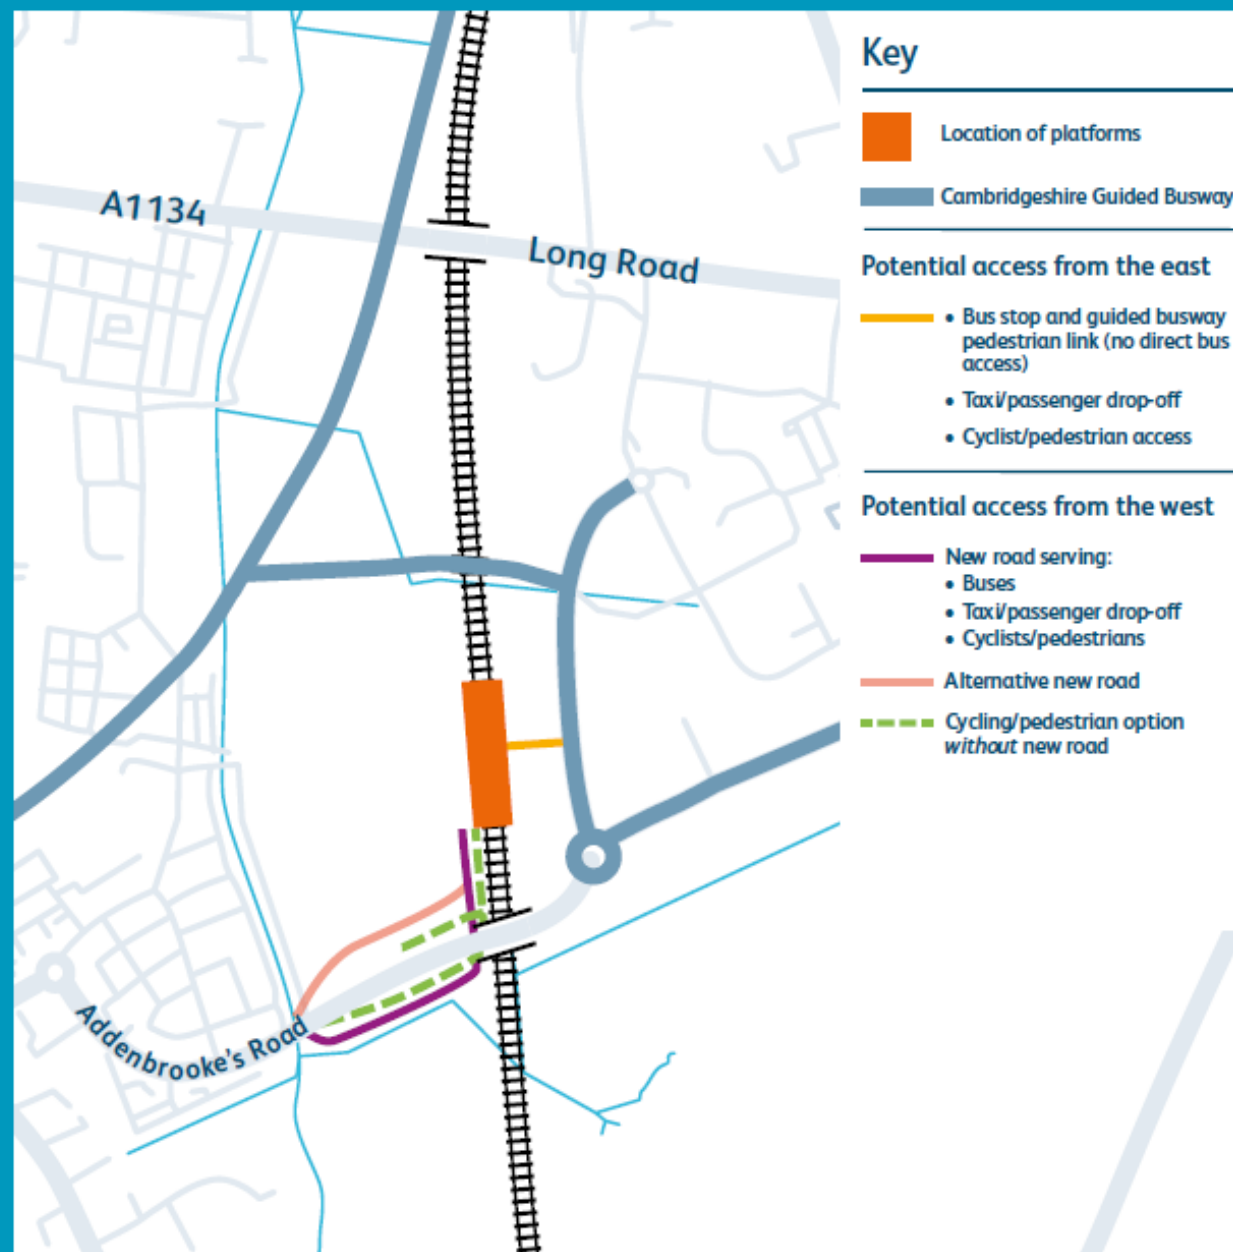 A1134
Long Road
Addenbrooke's Road
Key
Location of platforms
Cambridgeshire Guided Busway
Potential access from the east
• Bus stop and guided busway
pedestrian link (no direct bus
access)
• Taxi/passenger drop-off
• Cyclist/pedestrian access
Potential access from the west
New road serving:
• Buses
• Taxi/passenger drop-off
• Cyclists/pedestrians
Alternative new road
Cycling/pedestrian option
without new road